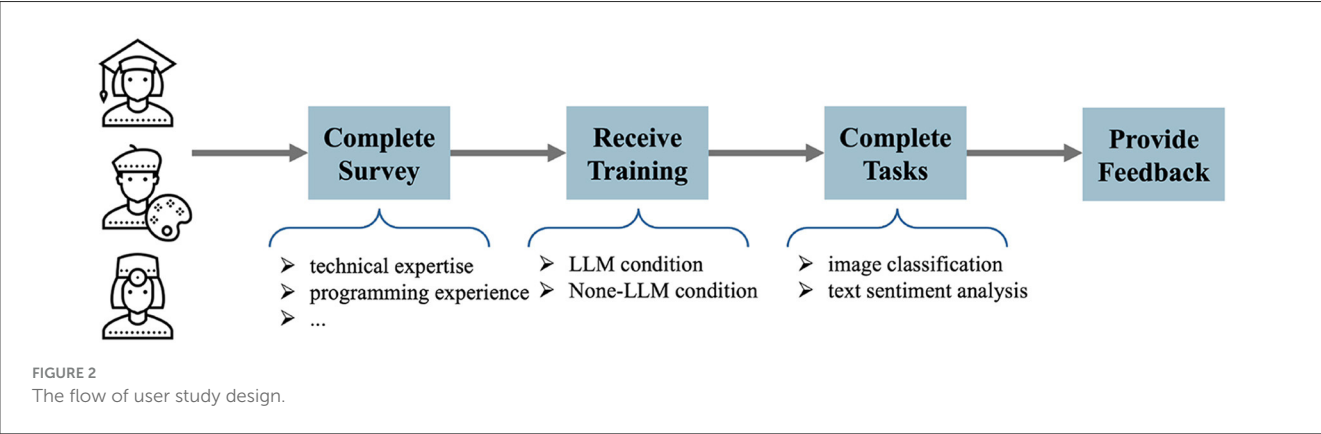 Complete
Survey
Receive
Training
Complete
Tasks
Provide
Feedback
➢ technical expertise
➢ programming experience
➢ ...
➢ LLM condition
➢ None-LLM condition
➢ image classification
➢ text sentiment analysis
FIGURE 2
The flow of user study design.